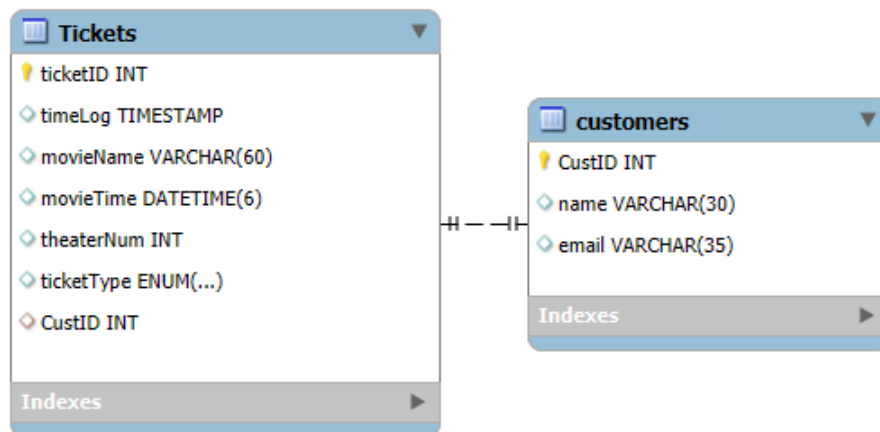 Tickets
ticketID INT
timeLog TIMESTAMP
movieName VARCHAR(60)
movieTime DATETIME(6)
theaterNum INT
ticketType ENUM(...)
CustID INT
Indexes
customers
CustID INT
name VARCHAR(30)
email VARCHAR(35)
Indexes